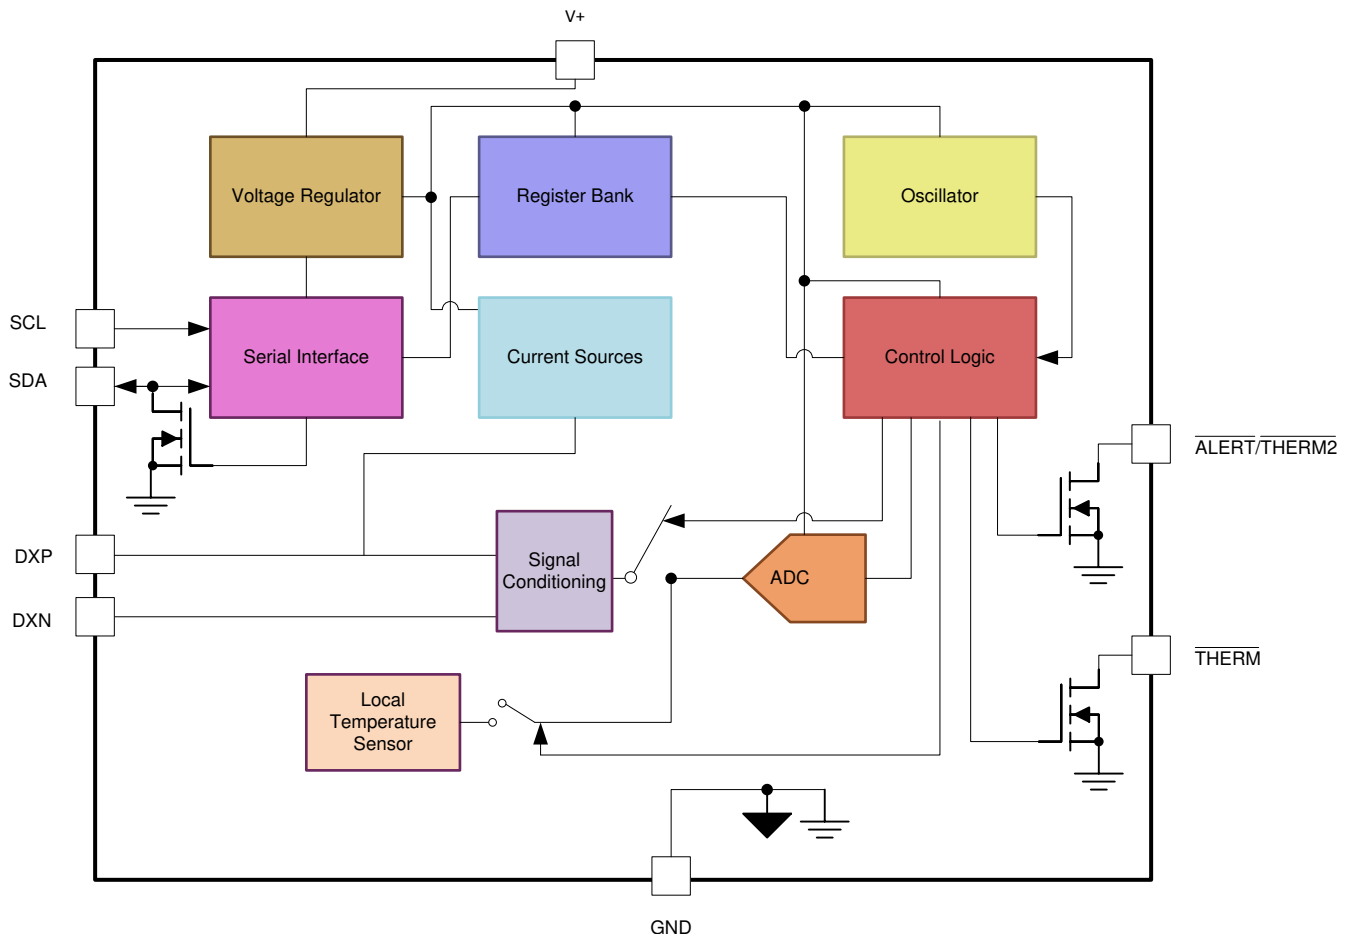 V+
Voltage Regulator
Register Bank
Oscillator
SCL
Serial Interface
Current Sources
Control Logic
SDA
ALERT/THERM2
DXP
Signal
Conditioning
ADC
DXN
THERM
Local
Temperature
Sensor
GND